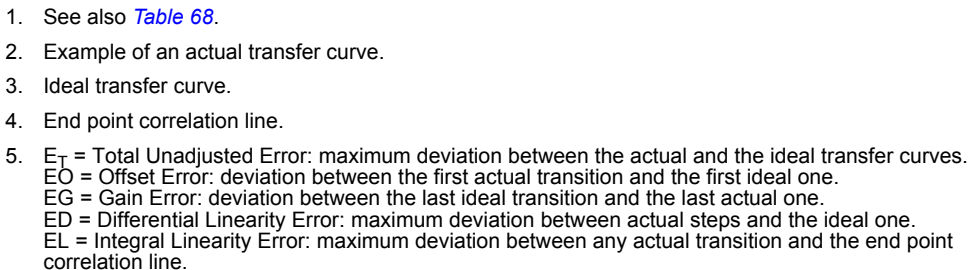 1. See also Table 68.
2. Example of an actual transfer curve.
3. Ideal transfer curve.
4. End point correlation line.
5. ET = Total Unadjusted Error: maximum deviation between the actual and the ideal transfer curves.
EO = Offset Error: deviation between the first actual transition and the first ideal one.
EG = Gain Error: deviation between the last ideal transition and the last actual one.
ED = Differential Linearity Error: maximum deviation between actual steps and the ideal one.
EL = Integral Linearity Error: maximum deviation between any actual transition and the end point
correlation line.